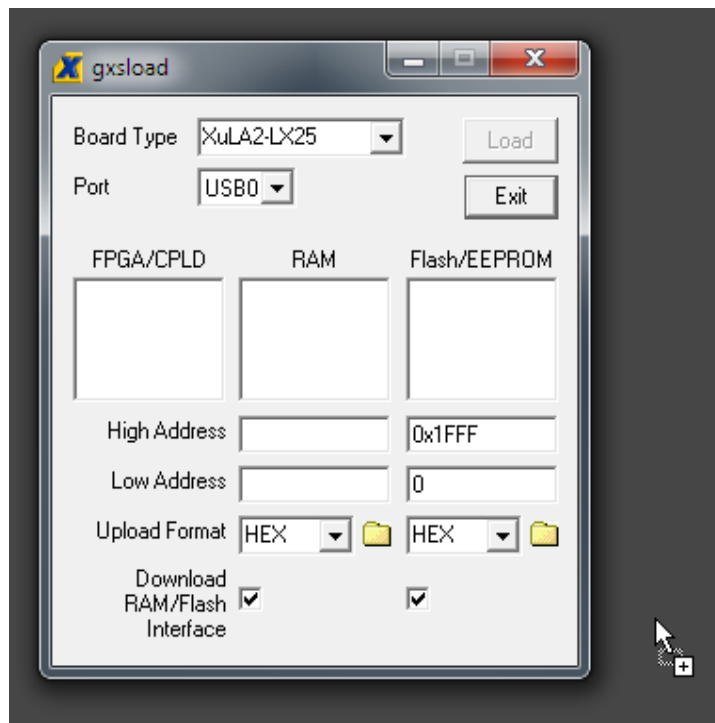 gxsload
Board Type XuLA2-LX25 Load
Port USB0 Exit
FPGA/CPLD RAM Flash/EEPROM
High Address 0x1FFF
Low Address 0
Upload Format HEX HEX
Download
RAM/Flash
Interface